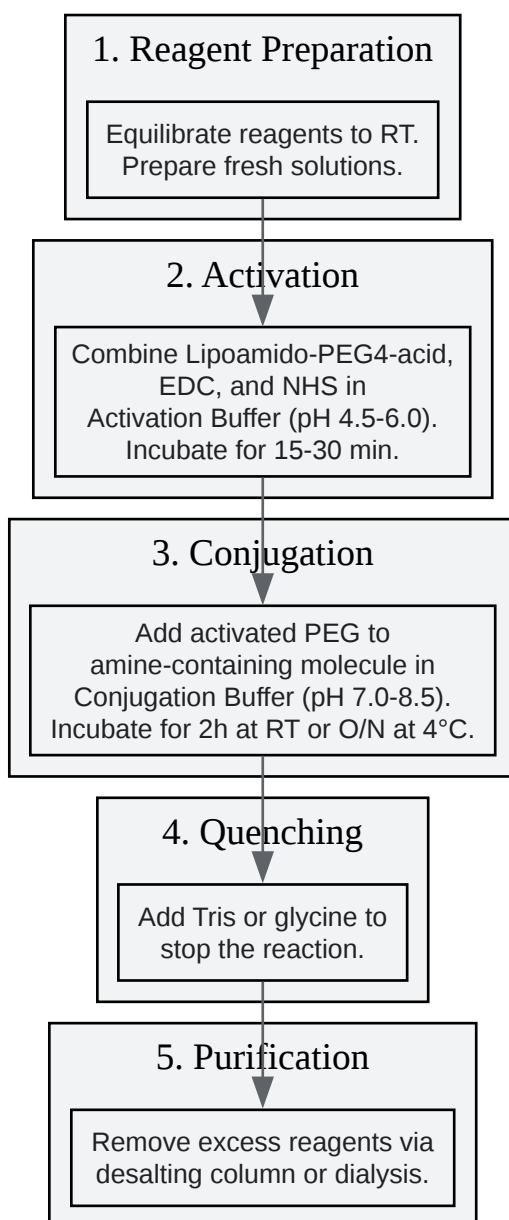 1. Reagent Preparation
Equilibrate reagents to RT.
Prepare fresh solutions.
2. Activation
Combine Lipoamido-PEG4-acid,
EDC, and NHS in
Activation Buffer (pH 4.5-6.0).
Incubate for 15-30 min.
3. Conjugation
Add activated PEG to
amine-containing molecule in
Conjugation Buffer (pH 7.0-8.5).
Incubate for 2h at RT or O/N at 4°C.
4. Quenching
Add Tris or glycine to
stop the reaction.
5. Purification
Remove excess reagents via
desalting column or dialysis.